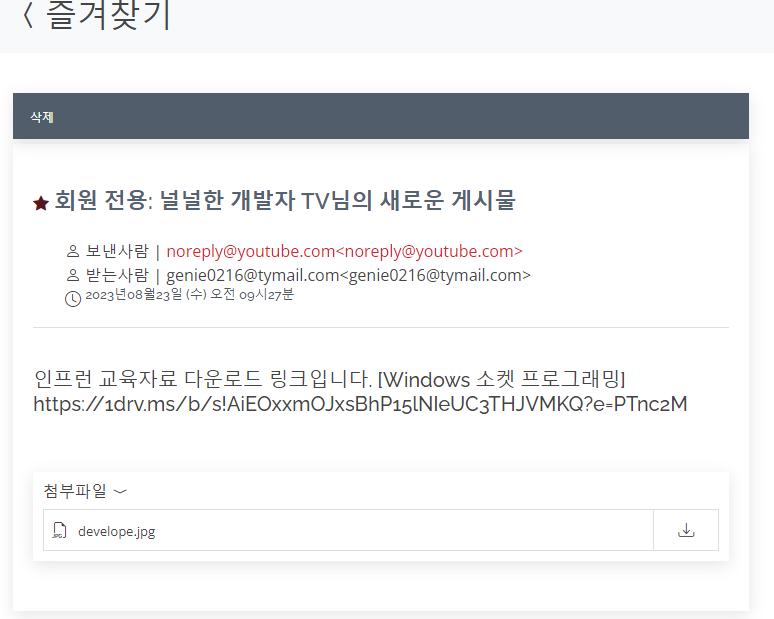 〈 즐겨찾기
삭제
★ 회원 전용: 널널한 개발자 TV님의 새로운 게시물
보낸사람 | noreply@youtube.com<noreply@youtube.com>
받는사람 | genie0216@tymail.com<genie0216@tymail.com>
2023년08월23일 (수) 오전 09시27분
인프런 교육자료 다운로드 링크입니다. [Windows 소켓 프로그래밍]
https://1drv.ms/b/s!AiEOxxmOJxsBhP15lNIeUC3THJVMKQ?e=PTnc2M
첨부파일
JPG develope.jpg